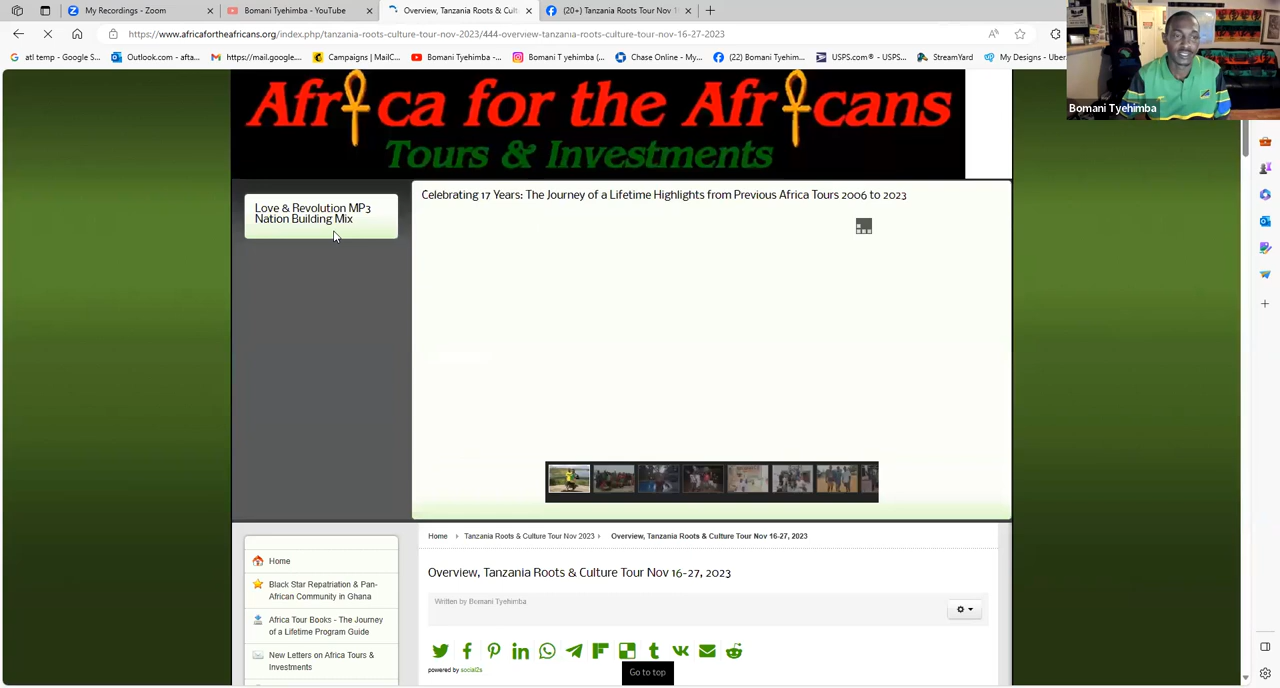 My Recordings - Zoom
Bomani Tyehimba - YouTube
Overview, Tanzania Roots & Cult
(20+) Tanzania Roots Tour Nov 1
https://www.africafortheafricans.org/index.php/tanzania-roots-culture-tour-nov-2023/444-overview-tanzania-roots-culture-tour-nov-16-27-2023
atl temp - Google S...
Outlook.com - afta...
https://mail.google....
Campaigns | MailC...
Bomani Tyehimba -...
Bomani T yehimba (...
Chase Online - My...
(22) Bomani Tyehim...
USPS.com® - USPS...
StreamYard
My Designs: Uber
Bomani Tyehimba
Africa for the Africans
Tours & Investments
Love & Revolution MP3
Nation Building Mix
Celebrating 17 Years: The Journey of a Lifetime Highlights from Previous Africa Tours 2006 to 2023
Home
Tanzania Roots & Culture Tour Nov 2023
Overview, Tanzania Roots & Culture Tour Nov 16-27, 2023
Overview, Tanzania Roots & Culture Tour Nov 16-27, 2023
Written by Bomani Tyehimba
powered by social2s
Go to top
Home
Black Star Repatriation & Pan-
African Community in Ghana
Africa Tour Books - The Journey
of a Lifetime Program Guide
New Letters on Africa Tours &
Investments